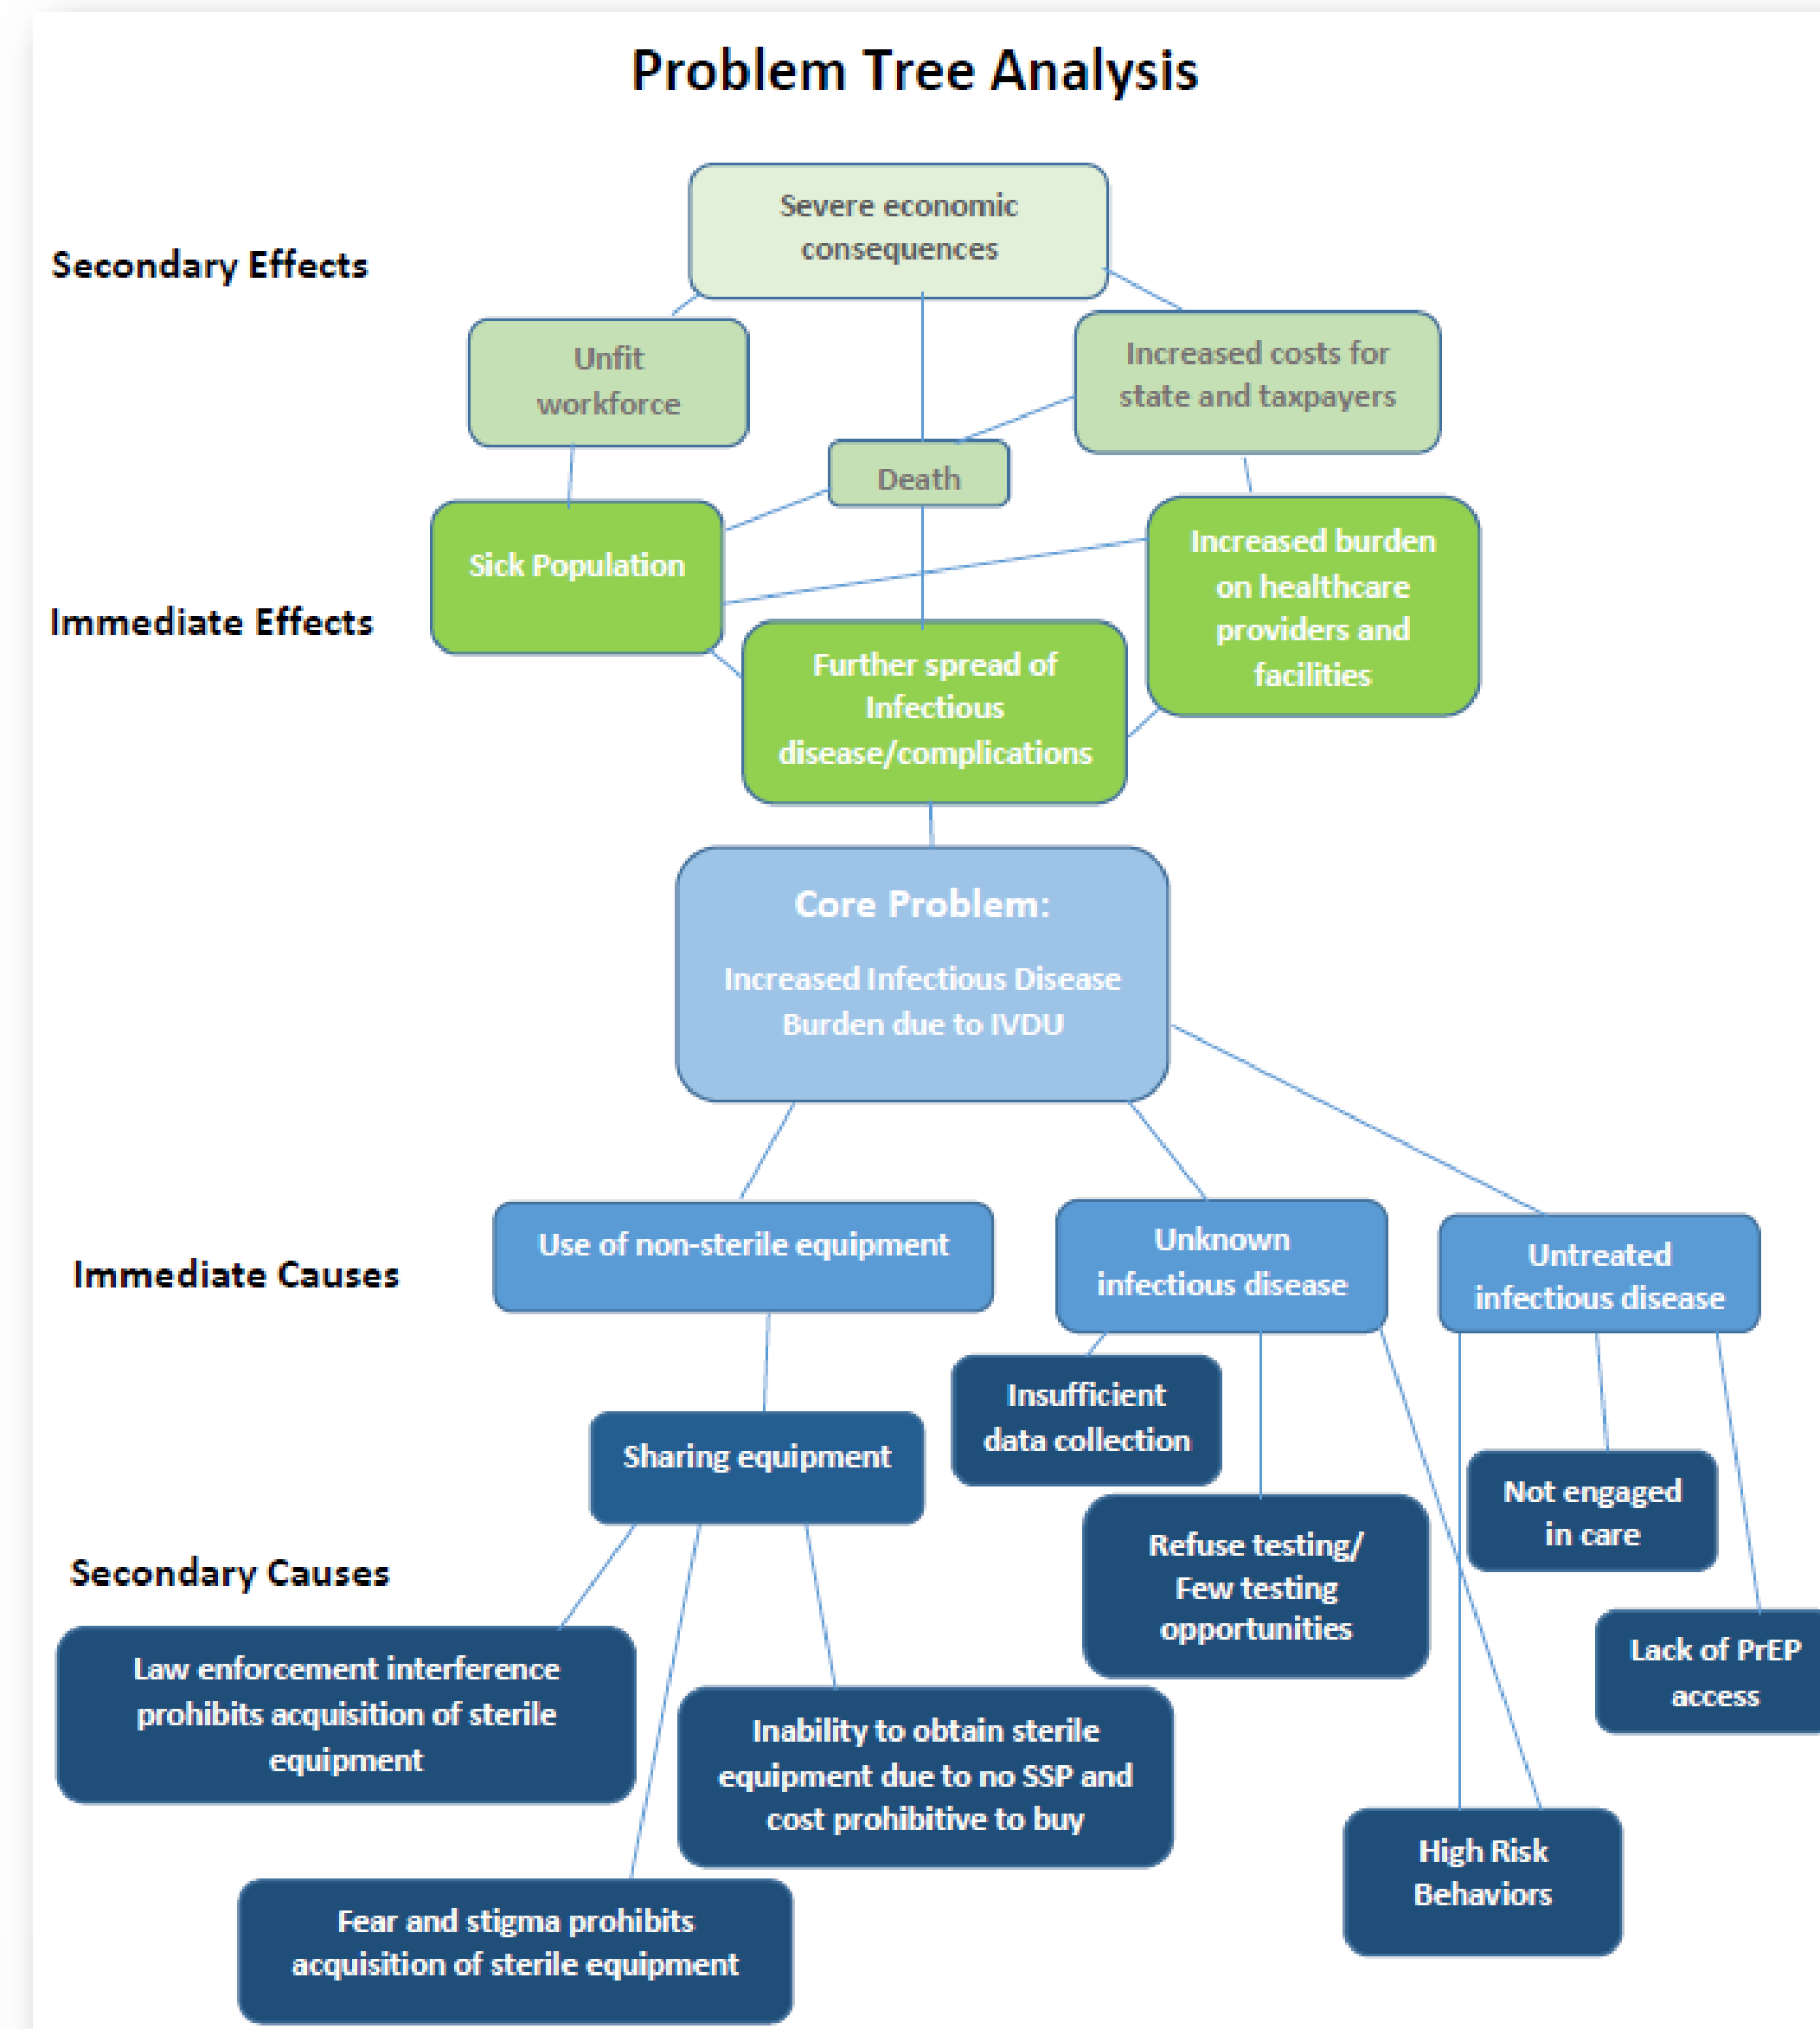 Problem Tree Analysis
Severe economic
consequences
Secondary Effects
Unfit
workforce
Increased costs for
state and taxpayers
Death
Sick Population
Increased burden
on healthcare
providers and
facilities
Immediate Effects
Further spread of
Infectious
disease/complications
Core Problem:
Increased Infectious Disease
Burden due to IVDU
Immediate Causes
Use of non-sterile equipment
Unknown
infectious disease
Untreated
infectious disease
Sharing equipment
Insufficient
data collection
Not engaged
in care
Refuse testing/
Few testing
opportunities
Secondary Causes
Lack of PrEP
access
Law enforcement interference
prohibits acquisition of sterile
equipment
Inability to obtain sterile
equipment due to no SSP and
cost prohibitive to buy
High Risk
Behaviors
Fear and stigma prohibits
acquisition of sterile equipment